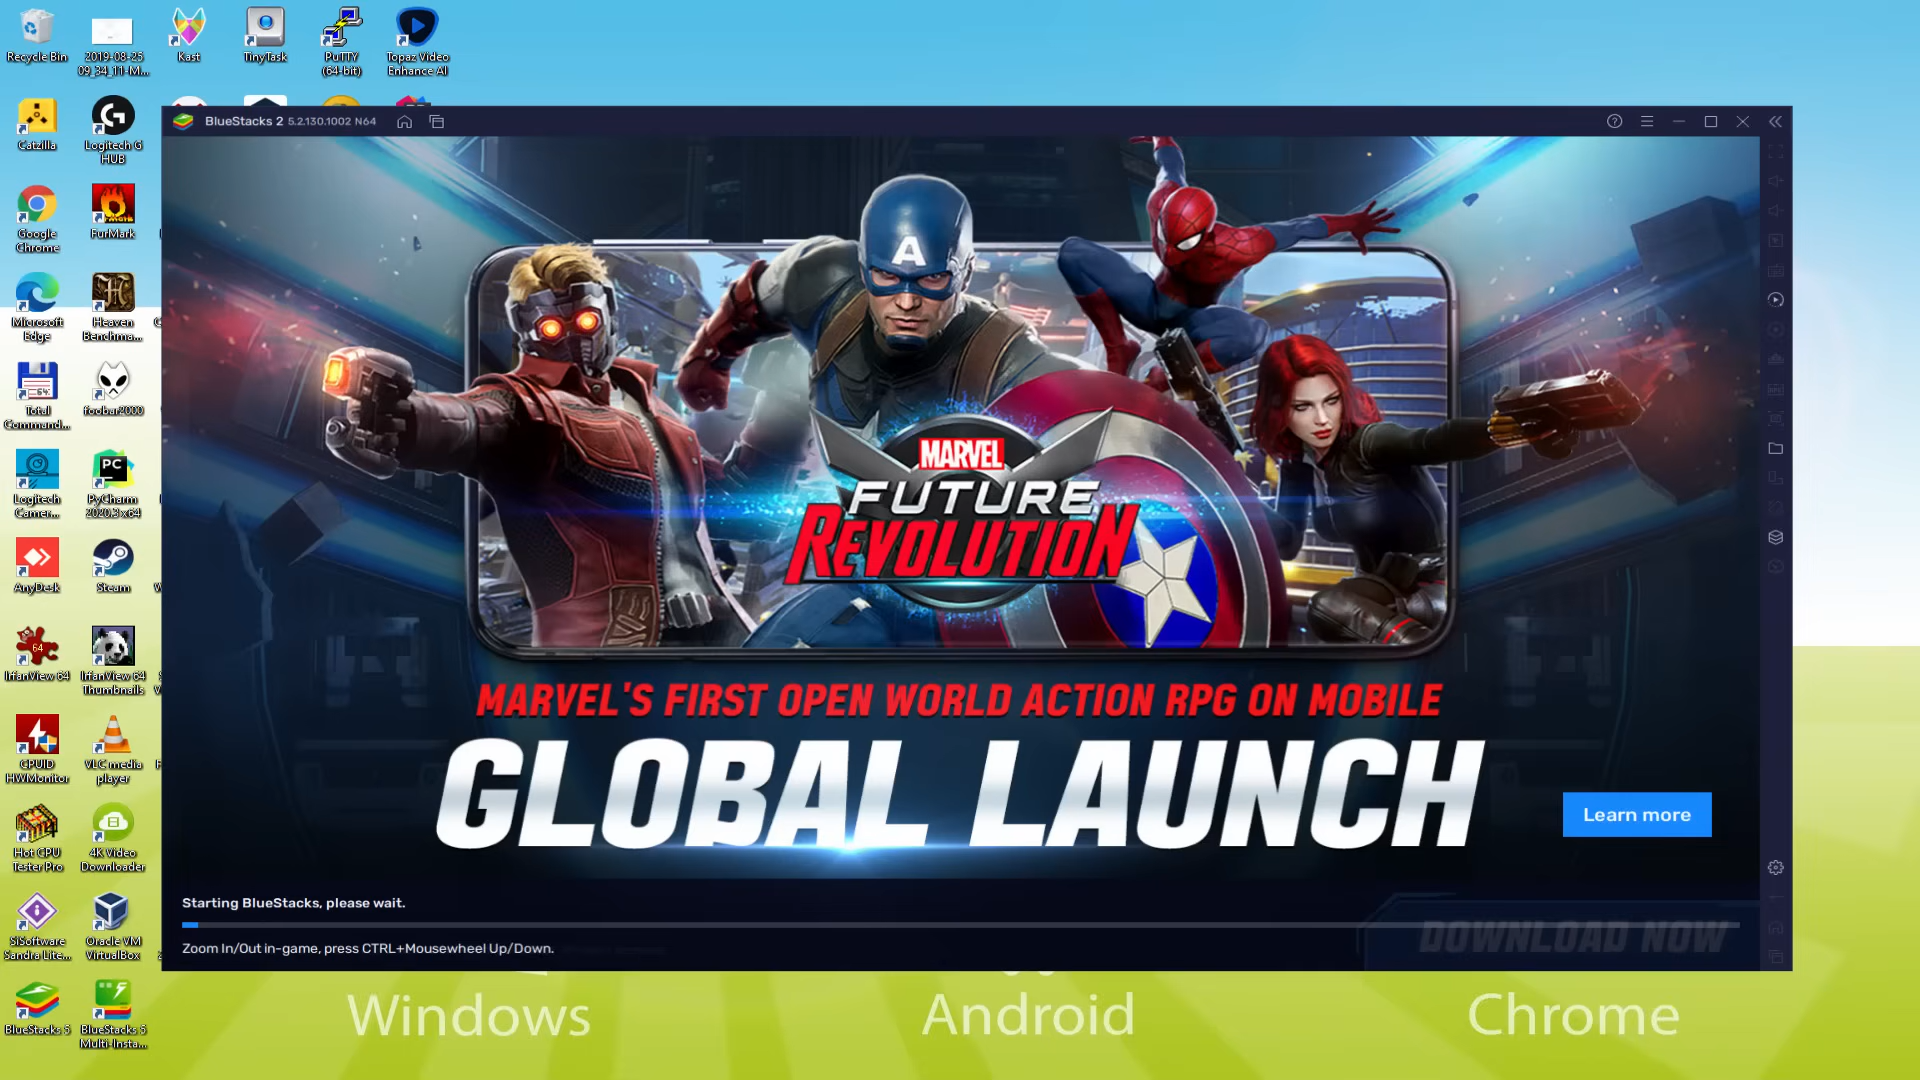 Recycle Bin
2019-08-25
09_34_11-M...
Kast
TinyTask
PuTTY
(64-bit)
Topaz Video
Enhance AI
Catzilla
Logitech G
HUB
Google
Chrome
FurMark
Microsoft
Edge
Heaven
Benchma...
Total
Command...
foobar2000
Logitech
Camer...
PC
PyCharm
2020.3 x64
AnyDesk
Steam
64
IrfanView 64
IrfanView 64
Thumbnails
CPUID
HWMonitor
VLC media
player
Hot CPU
Tester Pro
4K Video
Downloader
SiSoftware
Sandra Lite...
Oracle VM
VirtualBox
BlueStacks 5
BlueStacks 5
Multi-Insta...
BlueStacks 2 5.2.130.1002 N64
A
MARVEL
FUTURE
REVOLUTION
MARVEL'S FIRST OPEN WORLD ACTION RPG ON MOBILE
GLOBAL LAUNCH
Learn more
Starting BlueStacks, please wait.
DOWNLOAD NOW
Zoom In/Out in-game, press CTRL+Mousewheel Up/Down.
Windows
Android
Chrome